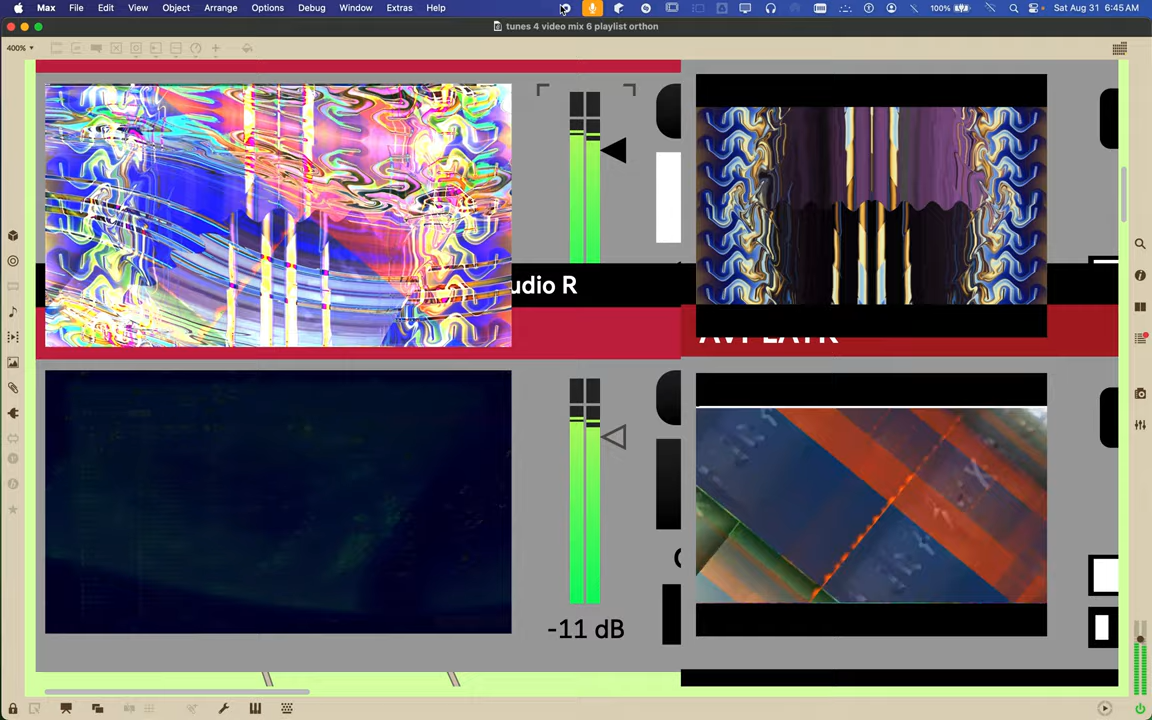 Max File Edit View Object Arrange Options Debug Window Extras Help 100% Sat Aug 31 6:45 AM
tunes 4 video mix 6 playlist orthon
400%
udio R
-11 dB